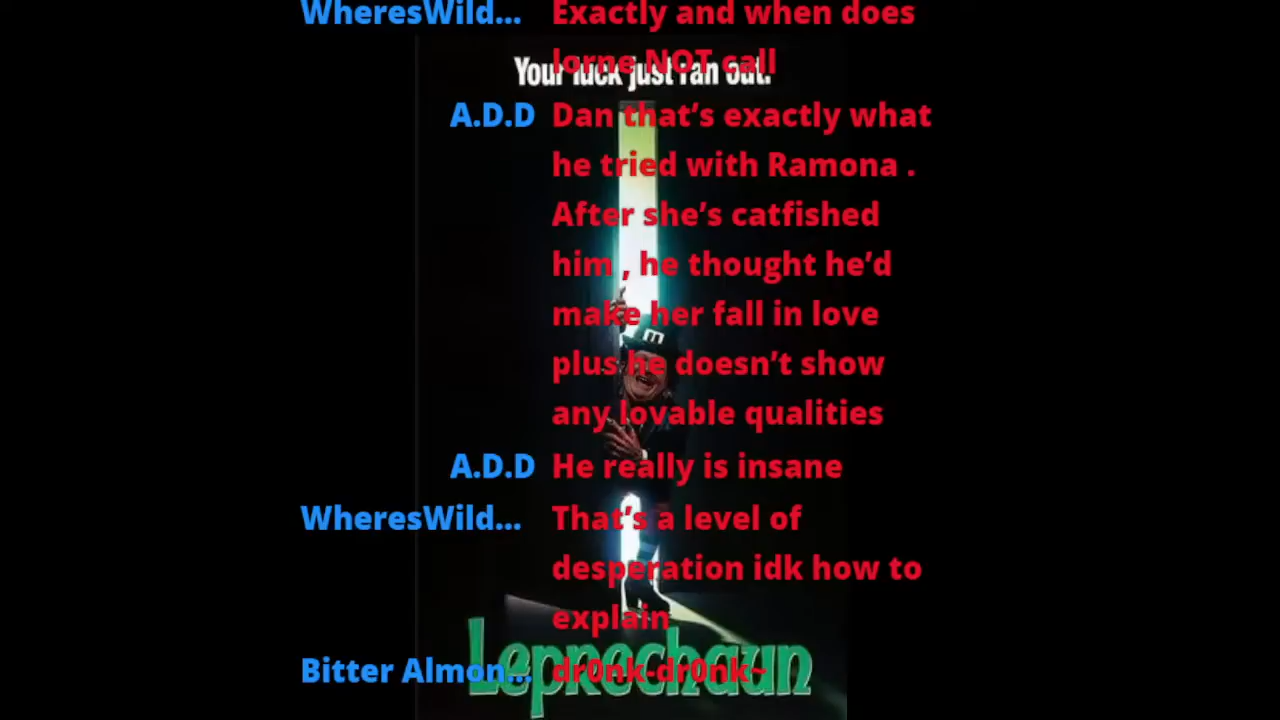 WheresWild... Exactly and when does
lorne NOT call
Your luck just ran out.
A.D.D Dan that’s exactly what
he tried with Ramona .
After she’s catfished
him , he thought he’d
make her fall in love
plus he doesn’t show
any lovable qualities
A.D.D He really is insane
WheresWild... That’s a level of
desperation idk how to
explain
Bitter Almon... dr0nk-dr0nk~
Leprechaun